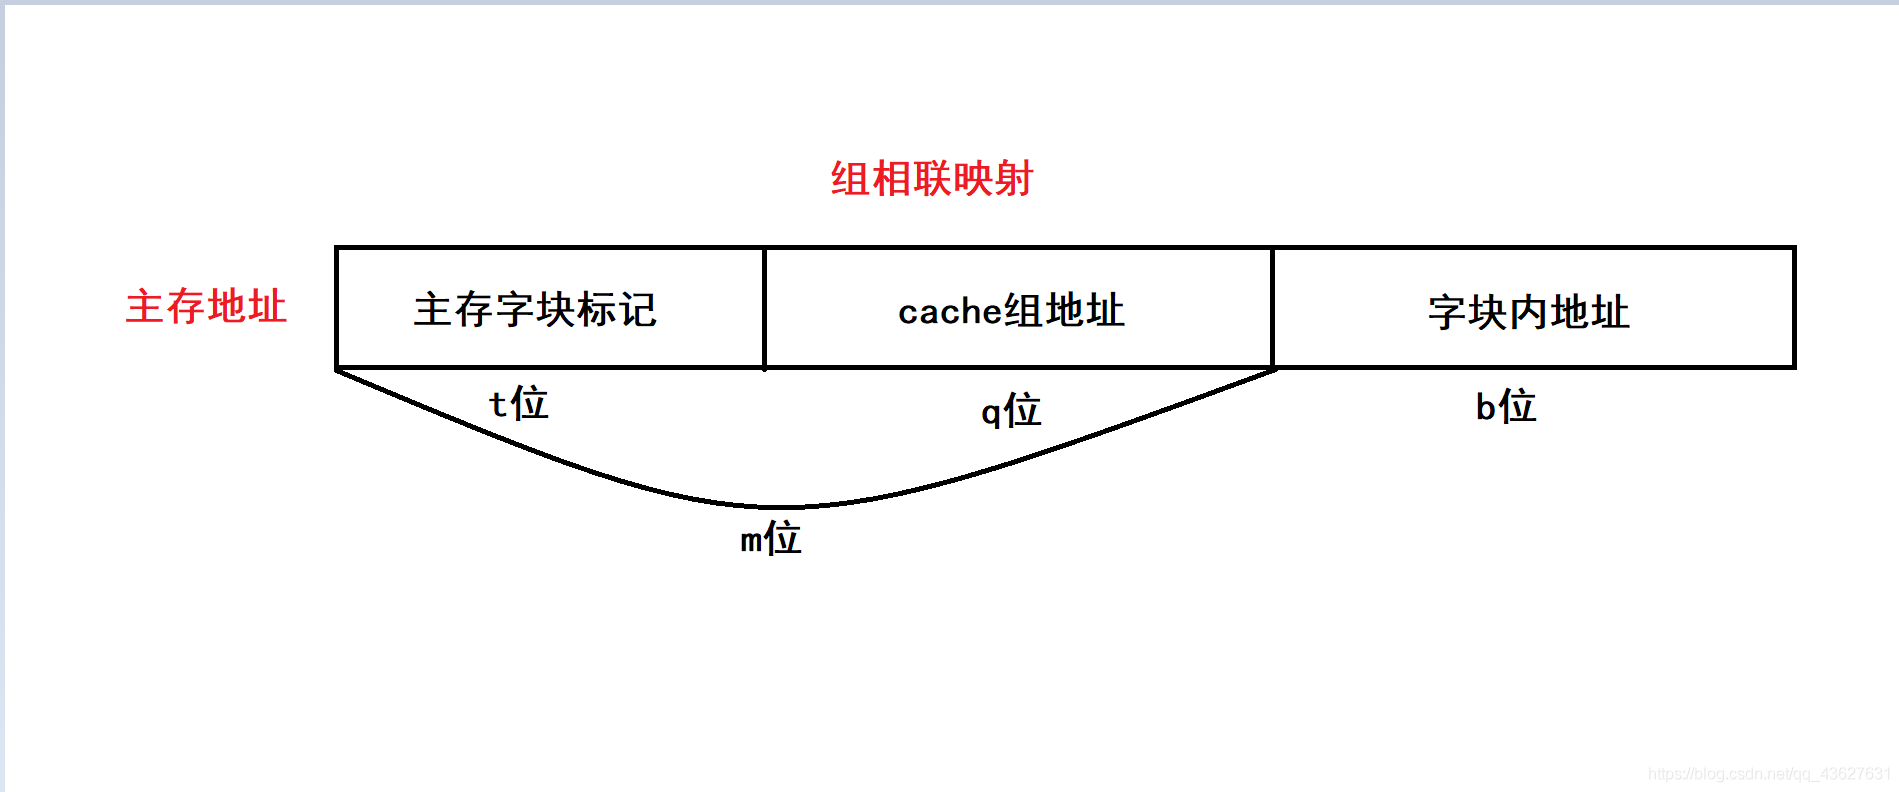 组相联映射
主存地址
主存字块标记
cache组地址
字块内地址
t位
q位
b位
m位
https://blog.csdn.net/qq_43627631